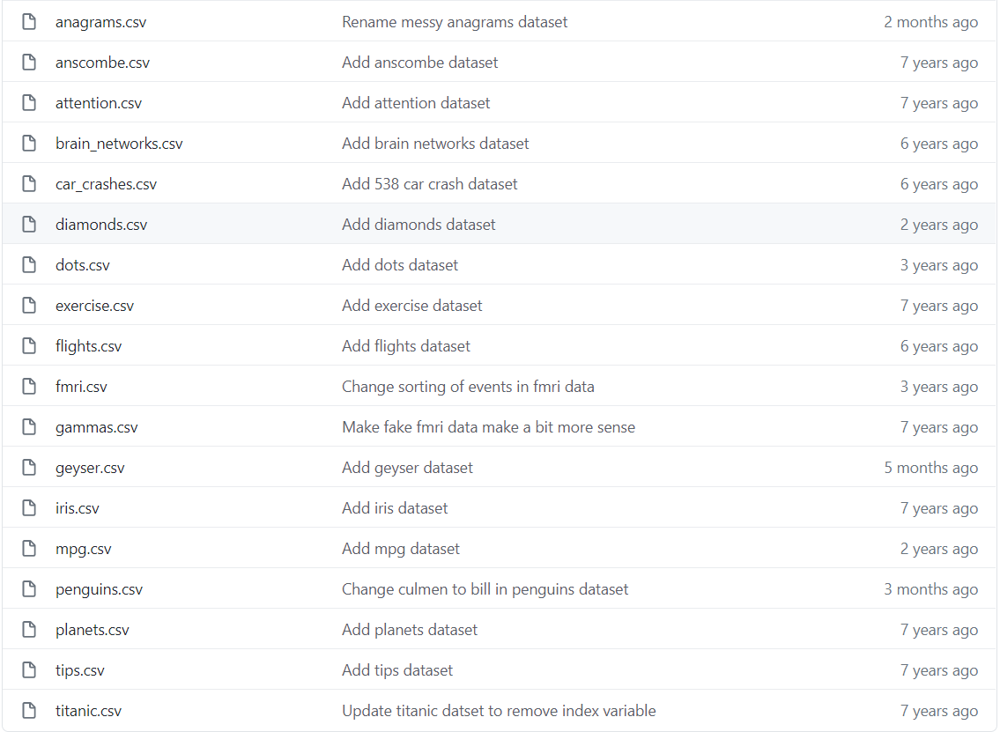 anagrams.csv Rename messy anagrams dataset 2 months ago
anscombe.csv Add anscombe dataset 7 years ago
attention.csv Add attention dataset 7 years ago
brain_networks.csv Add brain networks dataset 6 years ago
car_crashes.csv Add 538 car crash dataset 6 years ago
diamonds.csv Add diamonds dataset 2 years ago
dots.csv Add dots dataset 3 years ago
exercise.csv Add exercise dataset 7 years ago
flights.csv Add flights dataset 6 years ago
fmri.csv Change sorting of events in fmri data 3 years ago
gammas.csv Make fake fmri data make a bit more sense 7 years ago
geyser.csv Add geyser dataset 5 months ago
iris.csv Add iris dataset 7 years ago
mpg.csv Add mpg dataset 2 years ago
penguins.csv Change culmen to bill in penguins dataset 3 months ago
planets.csv Add planets dataset 7 years ago
tips.csv Add tips dataset 7 years ago
titanic.csv Update titanic datset to remove index variable 7 years ago